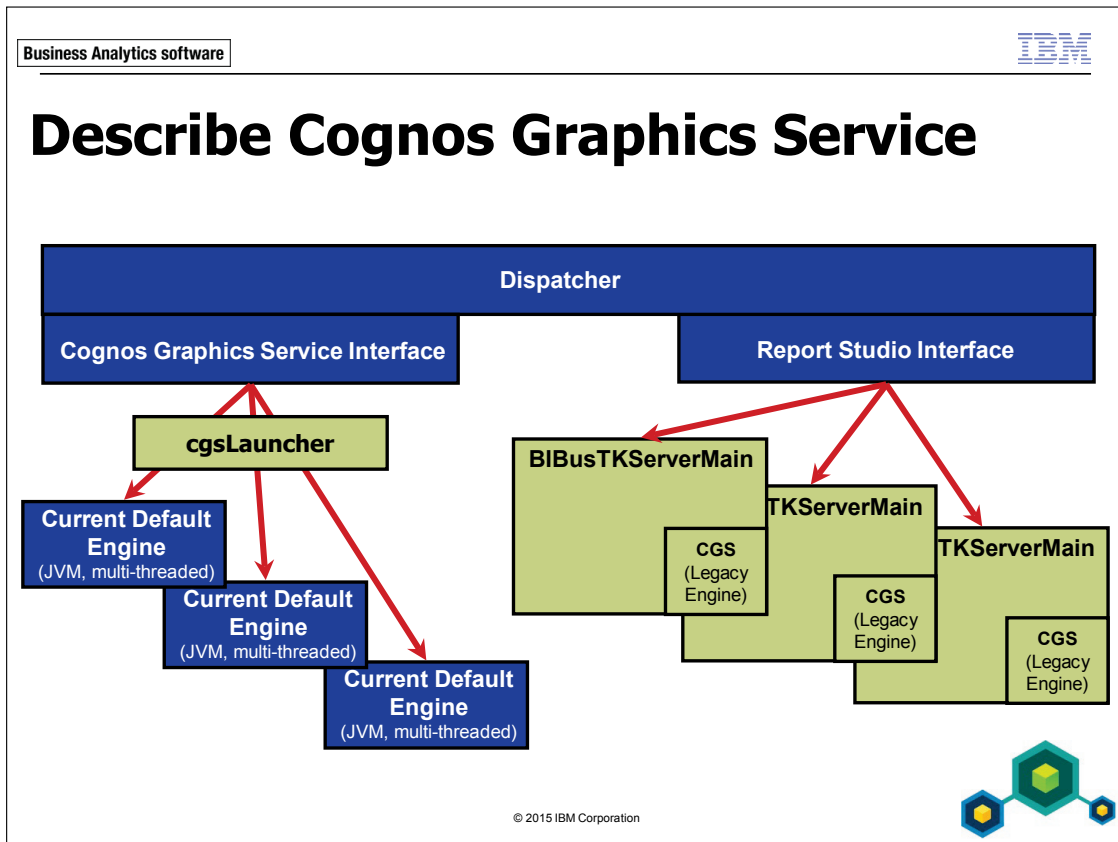 Business Analytics software
IBM
Describe Cognos Graphics Service
Dispatcher
Cognos Graphics Service Interface
Report Studio Interface
cgsLauncher
Current Default
Engine
(JVM, multi-threaded)
Current Default
Engine
(JVM, multi-threaded)
Current Default
Engine
(JVM, multi-threaded)
BIBusTKServerMain
CGS
(Legacy
Engine)
TKServerMain
CGS
(Legacy
Engine)
TKServerMain
CGS
(Legacy
Engine)
© 2015 IBM Corporation